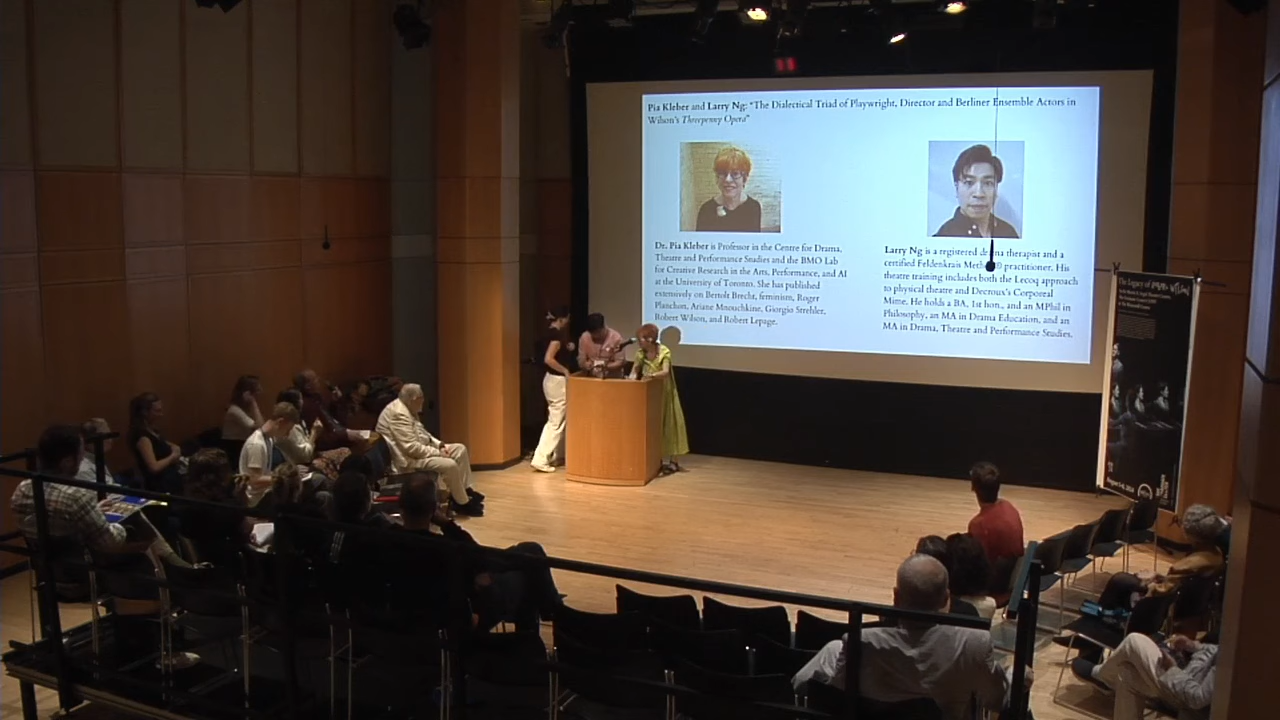 Pia Kleber and Larry Ng: "The Dialectical Triad of Playwright, Director and Berliner Ensemble Actors in
Wilson's Threepenny Opera"
Dr. Pia Kleber is Professor in the Centre for Drama,
Theatre and Performance Studies and the BMO Lab
for Creative Research in the Arts, Performance, and AI
at the University of Toronto. She has published
extensively on Bertolt Brecht, feminism, Roger
Planchon, Ariane Mnouchkine, Giorgio Strehler,
Robert Wilson, and Robert Lepage.
Larry Ng is a registered drama therapist and a
certified Feldenkrais practitioner. His
theatre training includes both the Lecoq approach
to physical theatre and Decroux's Corporeal
Mime. He holds a BA, 1st hon., and an MPhil in
Philosophy, an MA in Drama Education, and an
MA in Drama, Theatre and Performance Studies.
The Legacy of